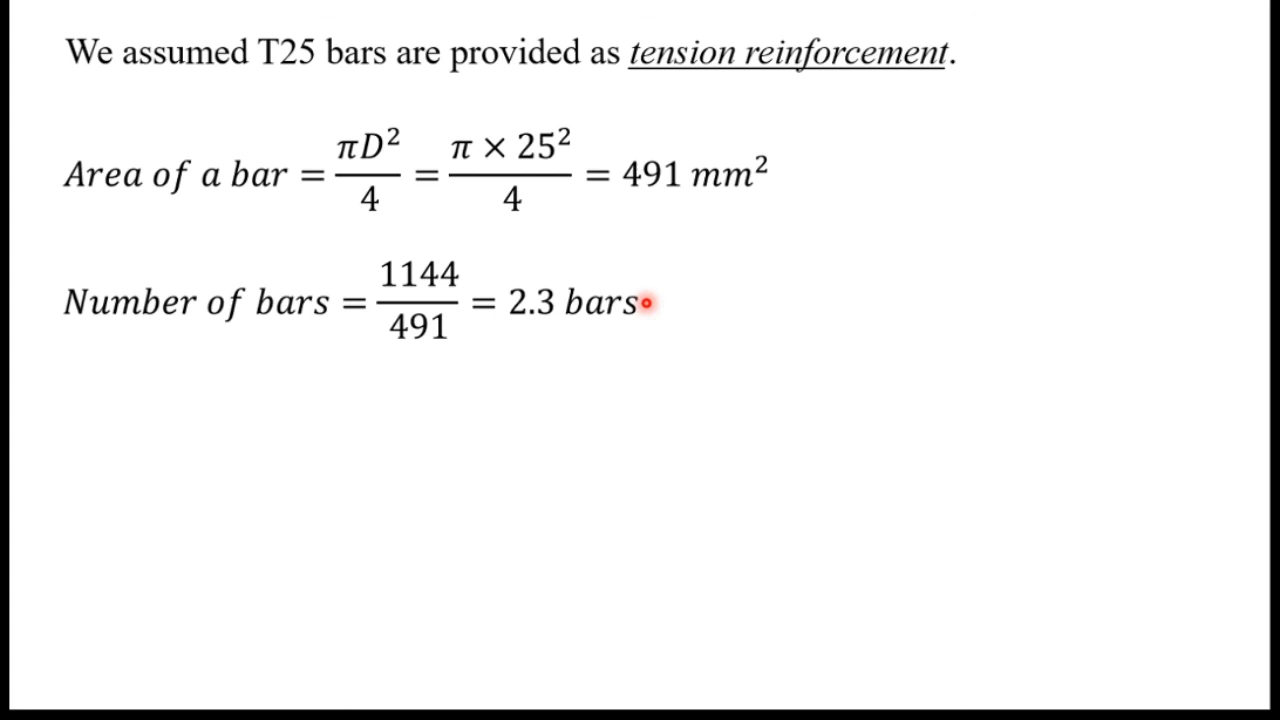 We assumed T25 bars are provided as tension reinforcement.
Area of a bar = πD²/4 = π × 25²/4 = 491 mm²
Number of bars = 1144/491 = 2.3 bars